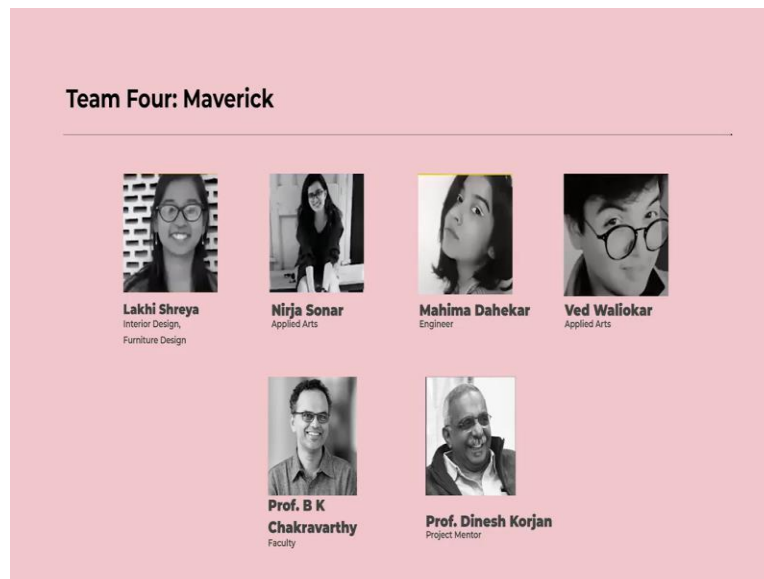 Team Four: Maverick
Lakhi Shreya
Interior Design,
Furniture Design
Nirja Sonar
Applied Arts
Mahima Dahekar
Engineer
Ved Waliokar
Applied Arts
Prof. B K
Chakravarthy
Faculty
Prof. Dinesh Korjan
Project Mentor